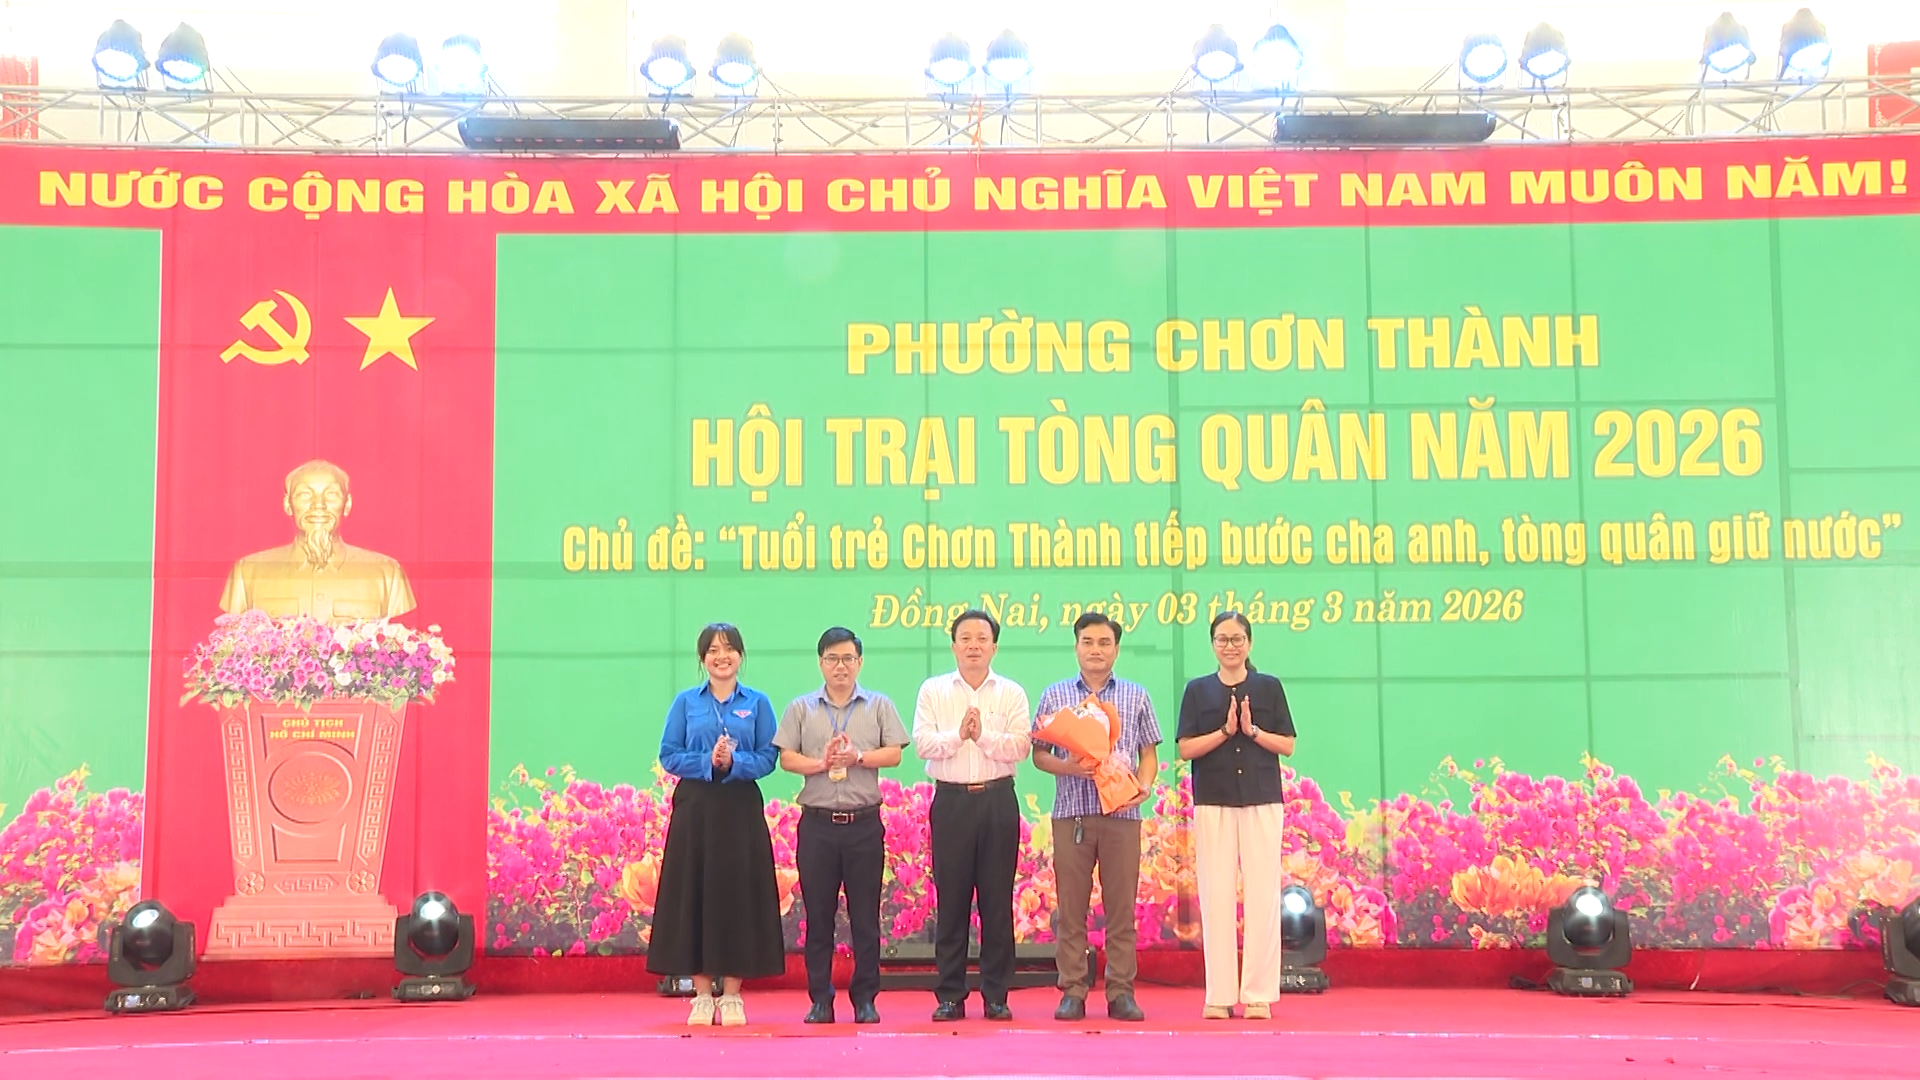 NƯỚC CỘNG HÒA XÃ HỘI CHỦ NGHĨA VIỆT NAM MUÔN NĂM!
PHƯỜNG CHƠN THÀNH
HỘI TRẠI TÒNG QUÂN NĂM 2026
Chủ đề: “Tuổi trẻ Chơn Thành tiếp bước cha anh, tòng quân giữ nước”
Đồng Nai, ngày 03 tháng 3 năm 2026
CHỦ TỊCH
HỒ CHÍ MINH